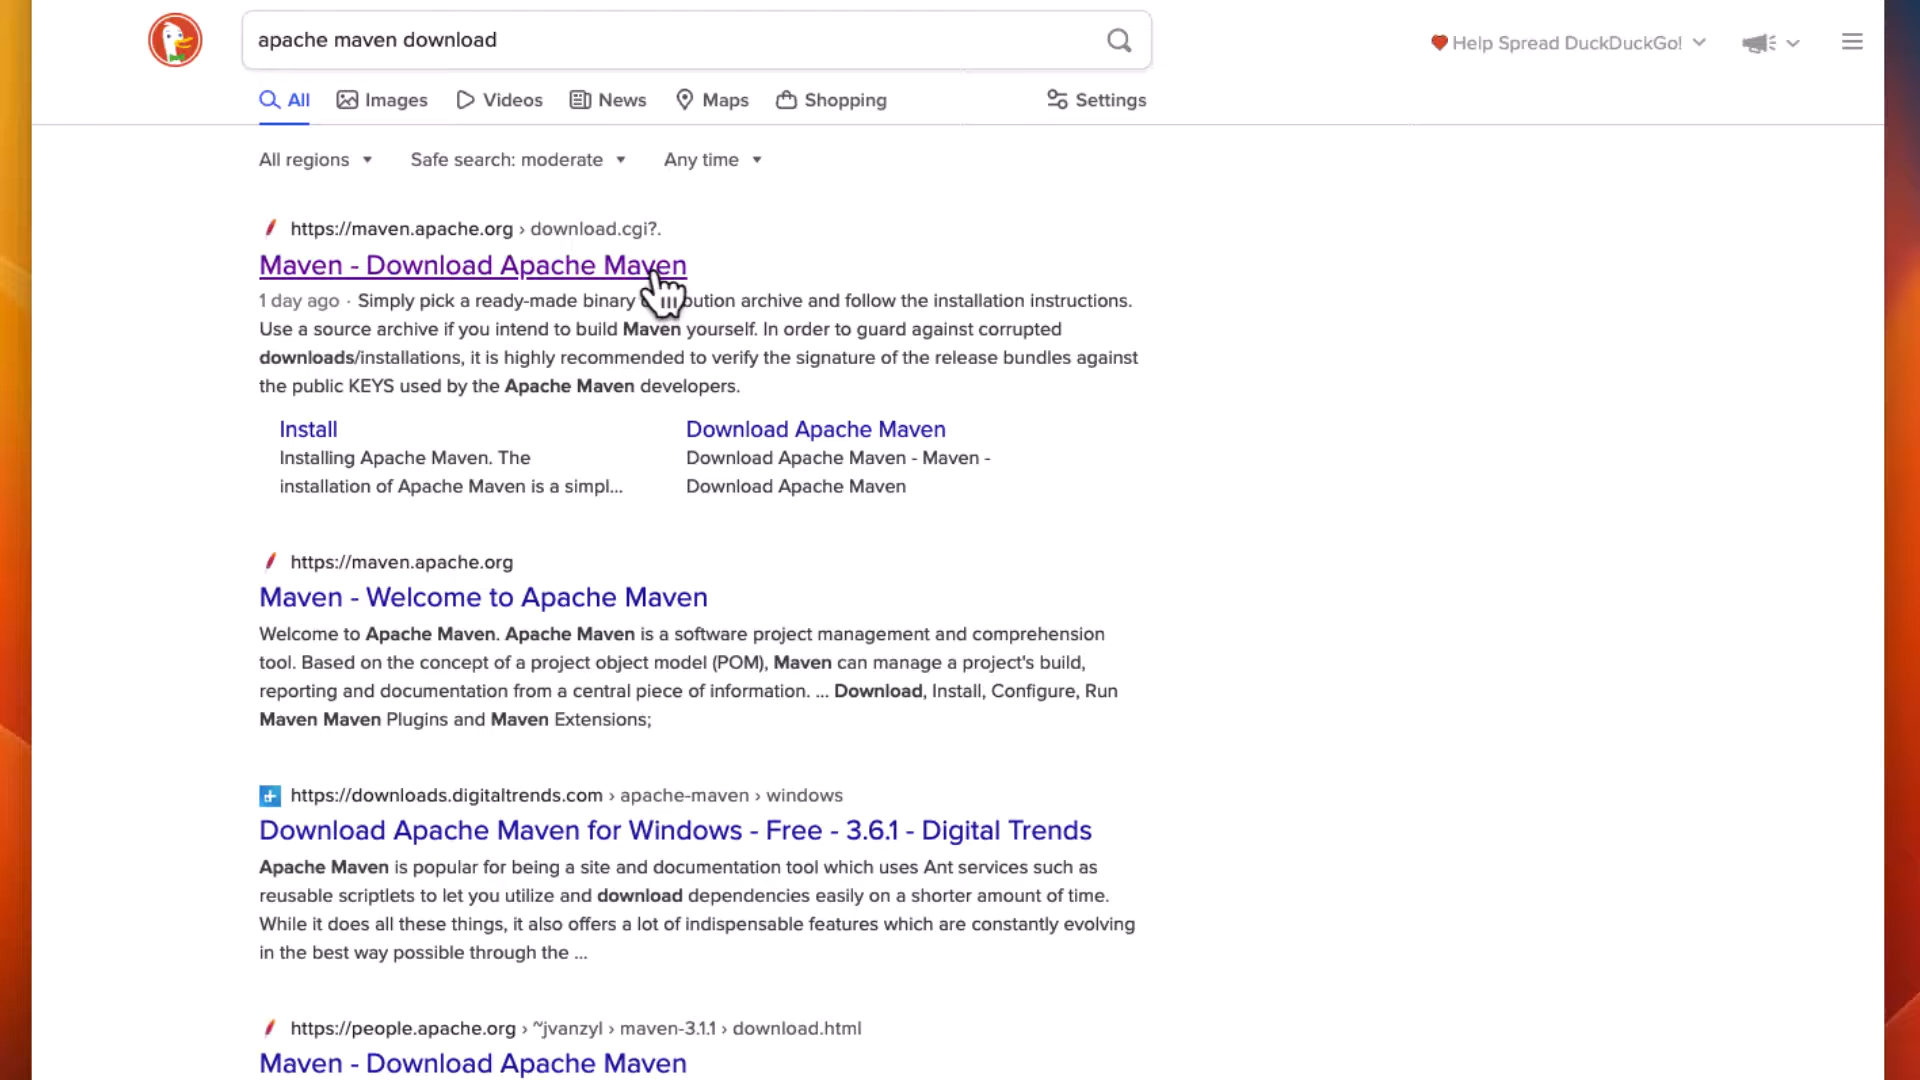 apache maven download
Help Spread DuckDuckGo!
All
Images
Videos
News
Maps
Shopping
Settings
All regions
Safe search: moderate
Any time
https://maven.apache.org › download.cgi?.
Maven - Download Apache Maven
1 day ago · Simply pick a ready-made binary bution archive and follow the installation instructions.
Use a source archive if you intend to build Maven yourself. In order to guard against corrupted
downloads/installations, it is highly recommended to verify the signature of the release bundles against
the public KEYS used by the Apache Maven developers.
Install
Installing Apache Maven. The
installation of Apache Maven is a simpl...
Download Apache Maven
Download Apache Maven - Maven -
Download Apache Maven
https://maven.apache.org
Maven - Welcome to Apache Maven
Welcome to Apache Maven. Apache Maven is a software project management and comprehension
tool. Based on the concept of a project object model (POM), Maven can manage a project's build,
reporting and documentation from a central piece of information. ... Download, Install, Configure, Run
Maven Maven Plugins and Maven Extensions;
https://downloads.digitaltrends.com › apache-maven › windows
Download Apache Maven for Windows - Free - 3.6.1 - Digital Trends
Apache Maven is popular for being a site and documentation tool which uses Ant services such as
reusable scriptlets to let you utilize and download dependencies easily on a shorter amount of time.
While it does all these things, it also offers a lot of indispensable features which are constantly evolving
in the best way possible through the ...
https://people.apache.org › ~jvanzyl › maven-3.1.1 › download.html
Maven - Download Apache Maven